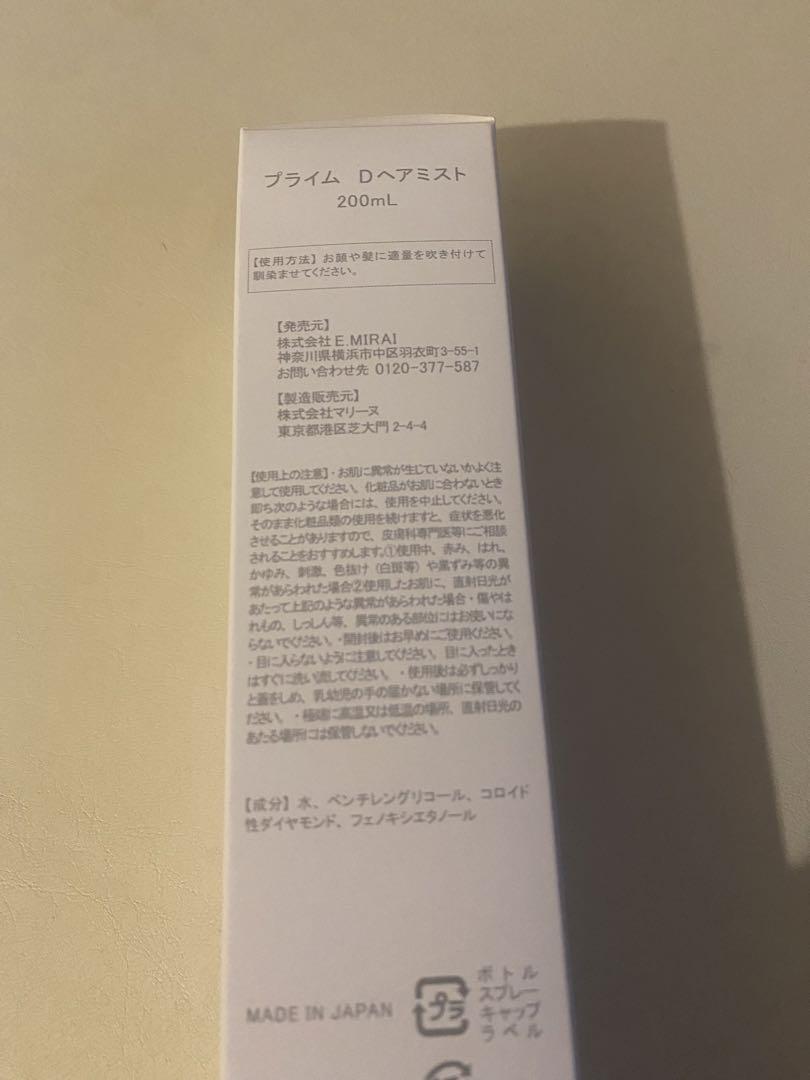 プライム Dヘアミスト
200mL
【使用方法】お顔や髪に適量を吹き付けて
馴染ませてください。
【発売元】
株式会社E.MIRAI
神奈川県横浜市中区羽衣町3-55-1
お問い合わせ先 0120-377-587
【製造販売元】
株式会社マリーヌ
東京都港区芝大門2-4-4
【使用上の注意】・お肌に異常が生じていないかよく注
意して使用してください。化粧品がお肌に合わないとき
即ち次のような場合には、使用を中止してください。
そのまま化粧品類の使用を続けますと、症状を悪化
させることがありますので、皮膚科専門医等にご相談
されることをおすすめします。①使用中、赤み、はれ、
かゆみ、刺激、色抜け（白斑等）や黒ずみ等の異
常があらわれた場合②使用したお肌に、直射日光が
あたって上記のような異常があらわれた場合・傷やは
れもの、しっしん等、異常のある部位にはお使いにな
らないでください。・開封後はお早めにご使用ください。
・目に入らないように注意してください。目に入ったとき
はすぐに洗い流してください。・使用後は必ずしっかり
と蓋をしめ、乳幼児の手の届かない場所に保管してく
ださい。・極端に高温又は低温の場所、直射日光の
あたる場所には保管しないでください。
【成分】水、ペンチレングリコール、コロイド
性ダイヤモンド、フェノキシエタノール
MADE IN JAPAN
プラ
ボトル
スプレー
キャップ
ラベル